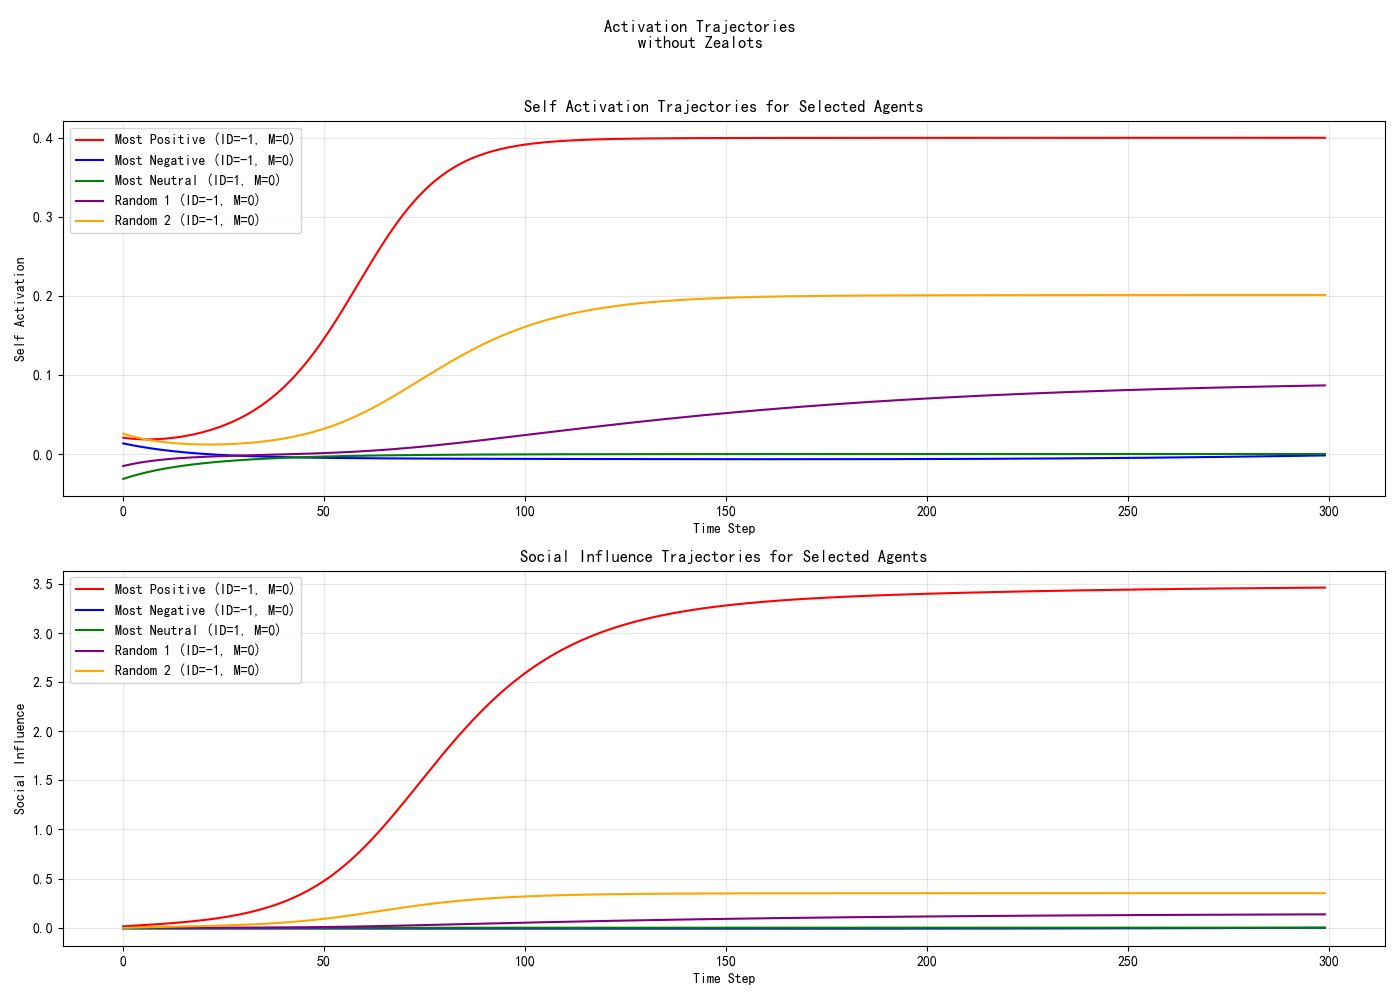 Activation Trajectories
without Zealots
Self Activation Trajectories for Selected Agents
Most Positive (ID=-1, M=0)
Most Negative (ID=-1, M=0)
Most Neutral (ID=1, M=0)
Random 1 (ID=-1, M=0)
Random 2 (ID=-1, M=0)
Self Activation
0.4
0.3
0.2
0.1
0.0
0 50 100 150 200 250 300
Time Step
Social Influence Trajectories for Selected Agents
Most Positive (ID=-1, M=0)
Most Negative (ID=-1, M=0)
Most Neutral (ID=1, M=0)
Random 1 (ID=-1, M=0)
Random 2 (ID=-1, M=0)
Social Influence
3.5
3.0
2.5
2.0
1.5
1.0
0.5
0.0
0 50 100 150 200 250 300
Time Step